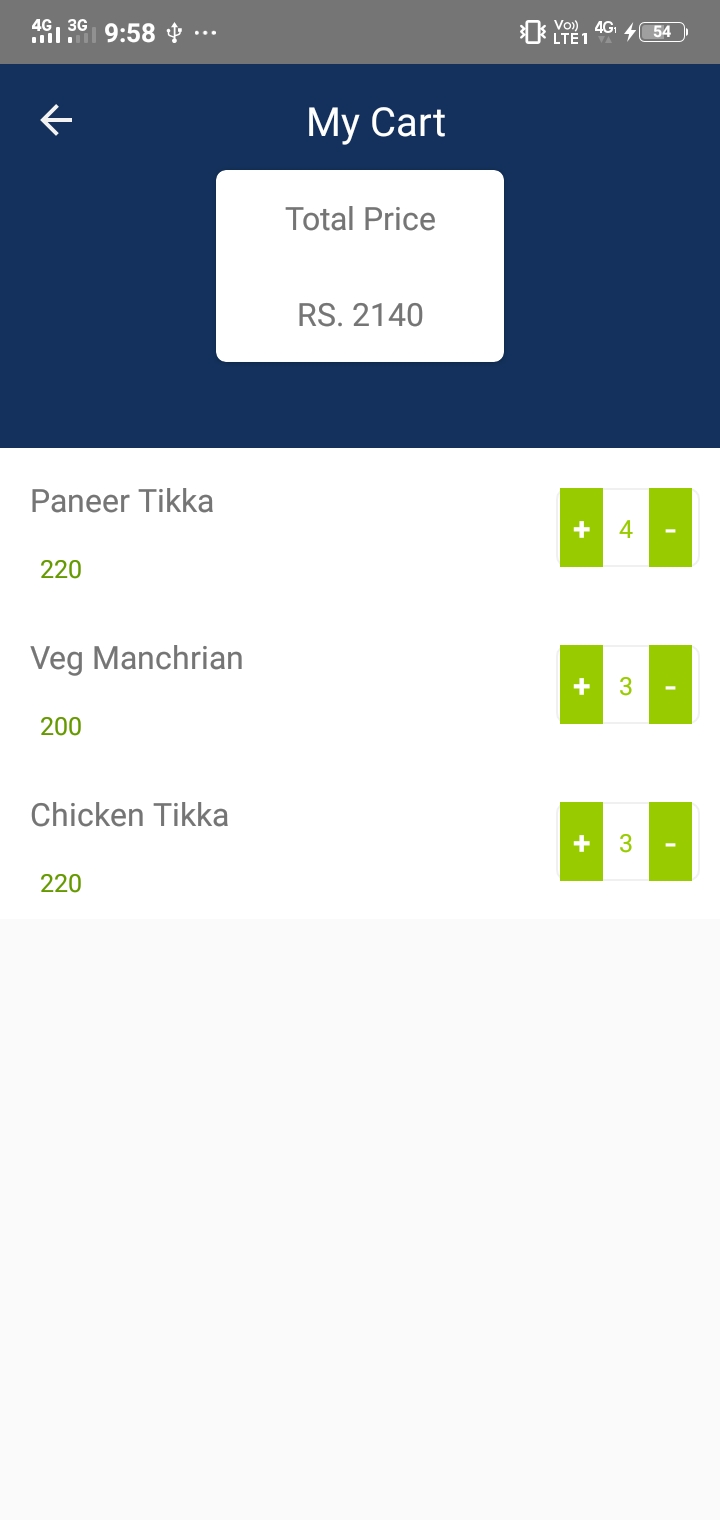 4G 3G 9:58 ... Vo)) LTE1 4G 54
My Cart
Total Price
RS. 2140
Paneer Tikka
+ 4 -
220
Veg Manchrian
+ 3 -
200
Chicken Tikka
+ 3 -
220